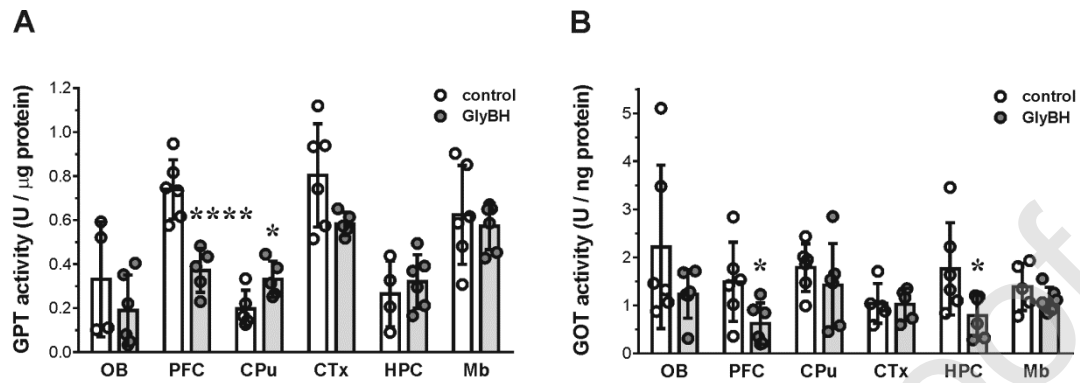 A
GPT activity (U / μg protein)
1.2
1.0
0.8
0.6
0.4
0.2
0.0
control
GlyBH
****
*
OB PFC CPu CTx HPC Mb
B
GOT activity (U / ng protein)
5
4
3
2
1
0
control
GlyBH
*
*
OB PFC CPu CTx HPC Mb